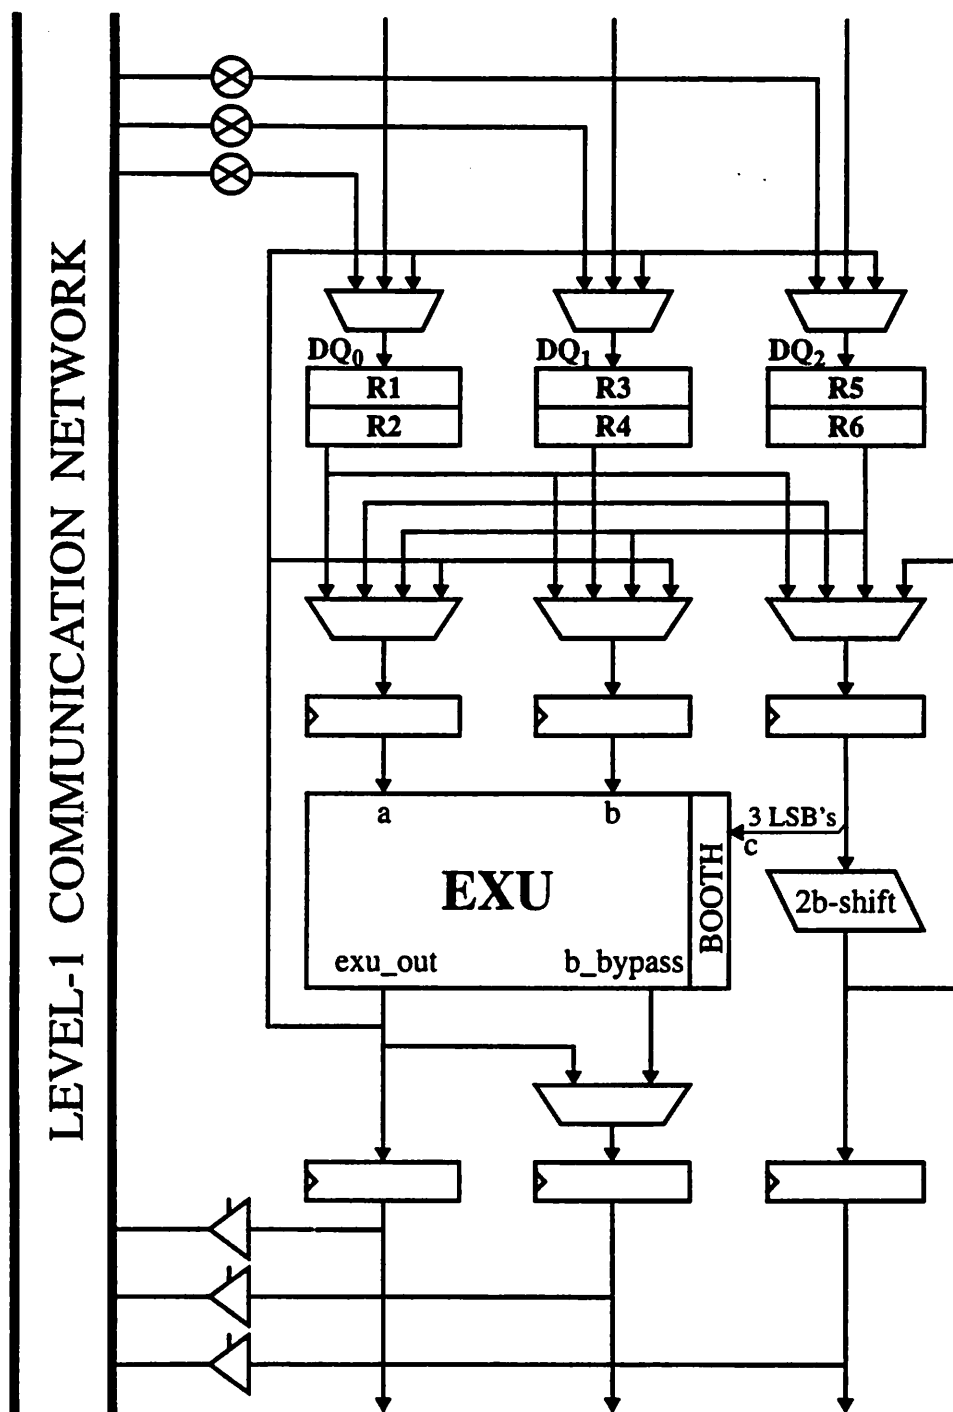 LEVEL-1 COMMUNICATION NETWORK
DQ0 DQ1 DQ2
R1 R3 R5
R2 R4 R6
a b 3 LSB's
c
EXU BOOTH 2b-shift
exu_out b_bypass